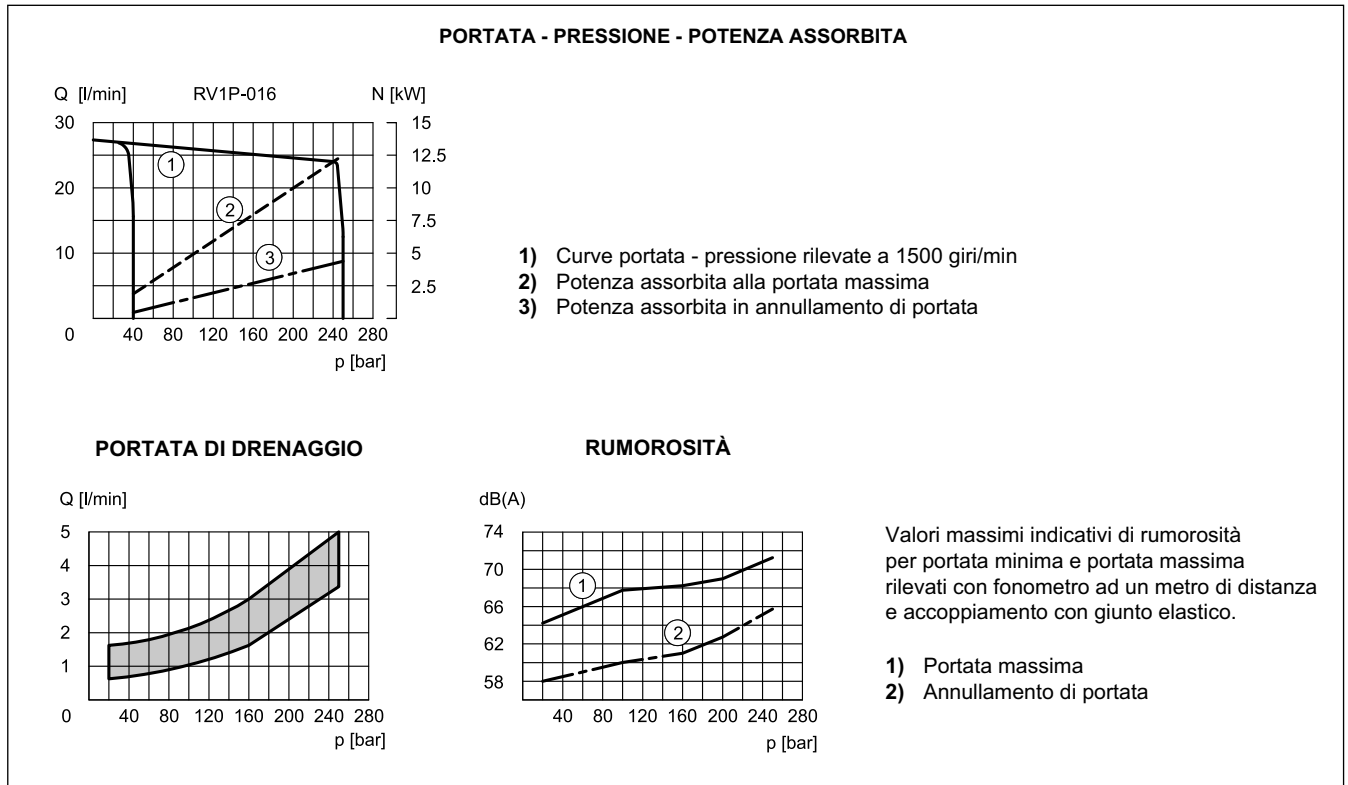 PORTATA - PRESSIONE - POTENZA ASSORBITA
Q [l/min] RV1P-016 N [kW]
30 15
12.5
20 10
7.5
10 5
2.5
1
2
3
0 40 80 120 160 200 240 280
p [bar]
1) Curve portata - pressione rilevate a 1500 giri/min
2) Potenza assorbita alla portata massima
3) Potenza assorbita in annullamento di portata
PORTATA DI DRENAGGIO
Q [l/min]
5
4
3
2
1
0 40 80 120 160 200 240 280
p [bar]
RUMOROSITÀ
dB(A)
74
70
66
62
58
1
2
40 80 120 160 200 240 280
p [bar]
Valori massimi indicativi di rumorosità
per portata minima e portata massima
rilevati con fonometro ad un metro di distanza
e accoppiamento con giunto elastico.
1) Portata massima
2) Annullamento di portata